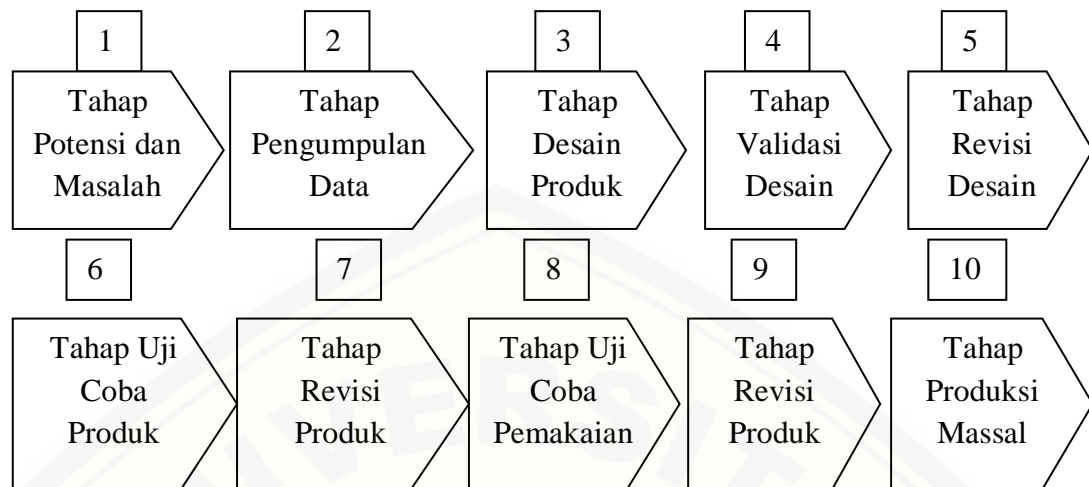 1
Tahap
Potensi dan
Masalah
2
Tahap
Pengumpulan
Data
3
Tahap
Desain
Produk
4
Tahap
Validasi
Desain
5
Tahap
Revisi
Desain
6
Tahap Uji
Coba
Produk
7
Tahap
Revisi
Produk
8
Tahap Uji
Coba
Pemakaian
9
Tahap
Revisi
Produk
10
Tahap
Produksi
Massal